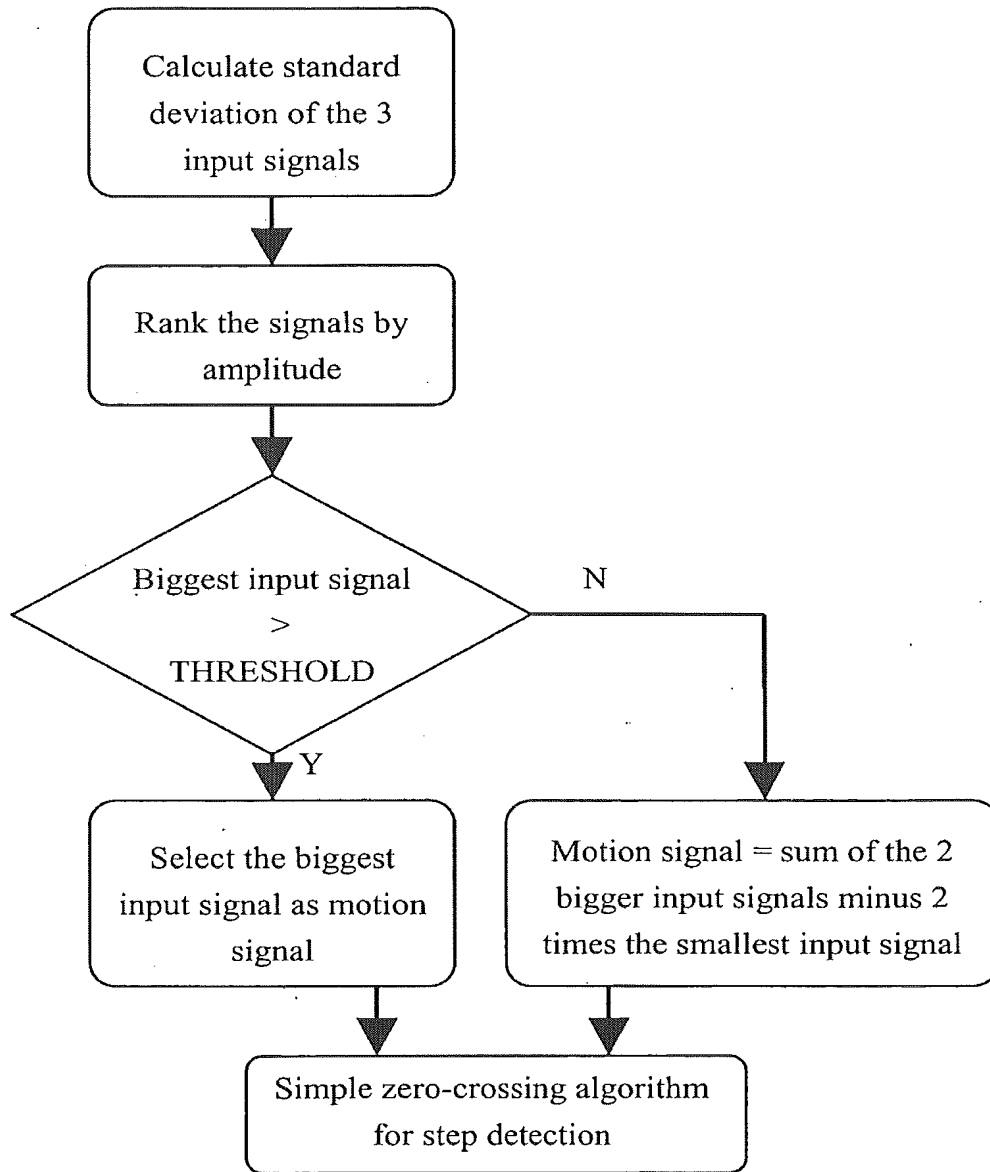 Calculate standard
deviation of the 3
input signals
Rank the signals by
amplitude
Biggest input signal
>
THRESHOLD
N
Y
Select the biggest
input signal as motion
signal
Motion signal = sum of the 2
bigger input signals minus 2
times the smallest input signal
Simple zero-crossing algorithm
for step detection